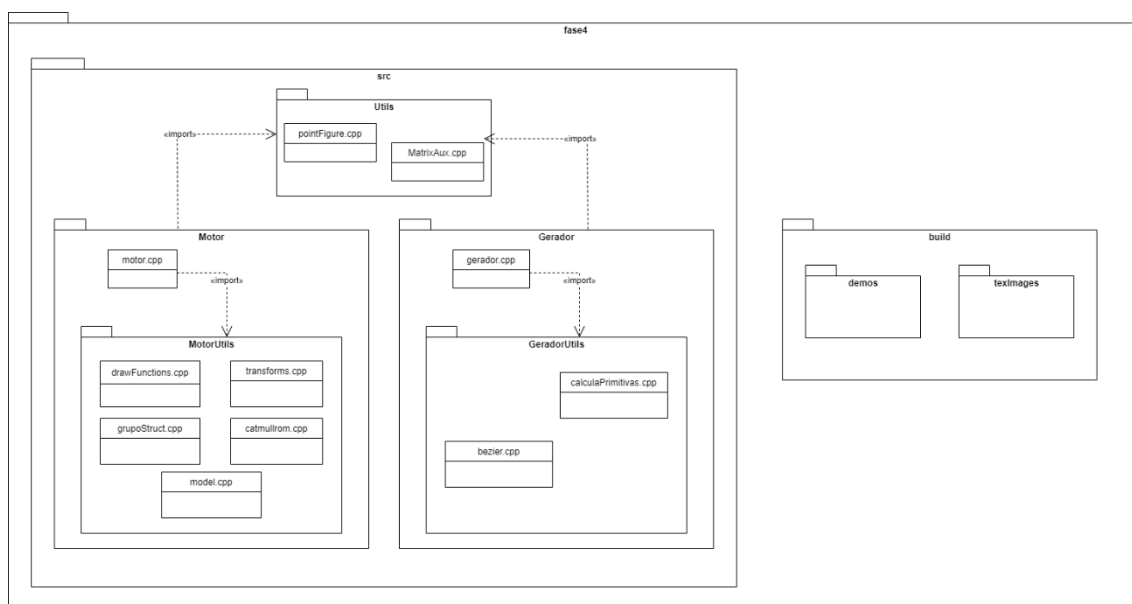 fase4
src
Utils
«import»
pointFigure.cpp
«import»
MatrixAux.cpp
Motor
Gerador
build
motor.cpp
gerador.cpp
«import»
«import»
demos
texImages
MotorUtils
GeradorUtils
drawFunctions.cpp
transforms.cpp
calculaPrimitivas.cpp
grupoStruct.cpp
catmullrom.cpp
bezier.cpp
model.cpp